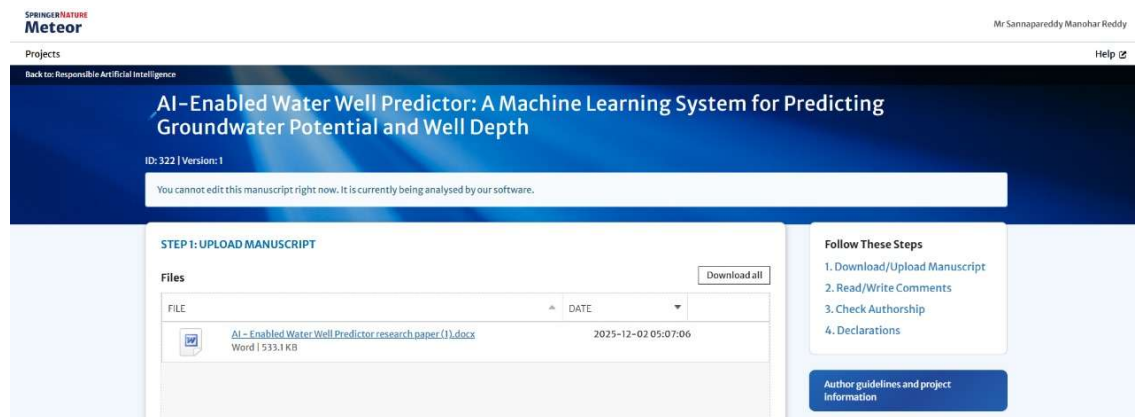 SPRINGER NATURE
Meteor
Mr Sannapareddy Manohar Reddy
Projects
Help
Back to: Responsible Artificial Intelligence
AI-Enabled Water Well Predictor: A Machine Learning System for Predicting
Groundwater Potential and Well Depth
ID: 322 | Version: 1
You cannot edit this manuscript right now. It is currently being analysed by our software.
STEP 1: UPLOAD MANUSCRIPT
Files
Download all
FILE
DATE
AI - Enabled Water Well Predictor research paper (1).docx
2025-12-02 05:07:06
Word | 533.1 KB
Follow These Steps
1. Download/Upload Manuscript
2. Read/Write Comments
3. Check Authorship
4. Declarations
Author guidelines and project
information